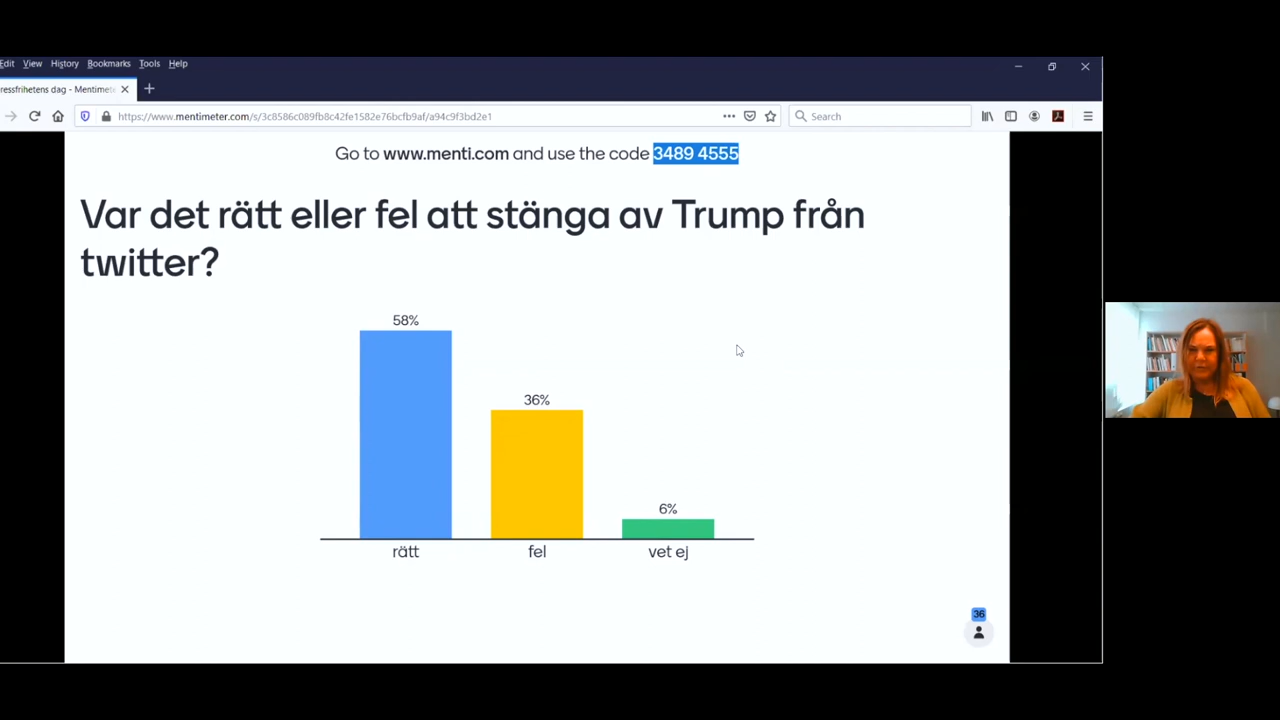 Edit View History Bookmarks Tools Help
ressfrihetens dag - Mentimete
https://www.mentimeter.com/s/3c8586c089fb8c42fe1582e76bcfb9af/a94c9f3bd2e1
Search
Go to www.menti.com and use the code 3489 4555
Var det rätt eller fel att stänga av Trump från
twitter?
58%
36%
6%
rätt fel vet ej
36